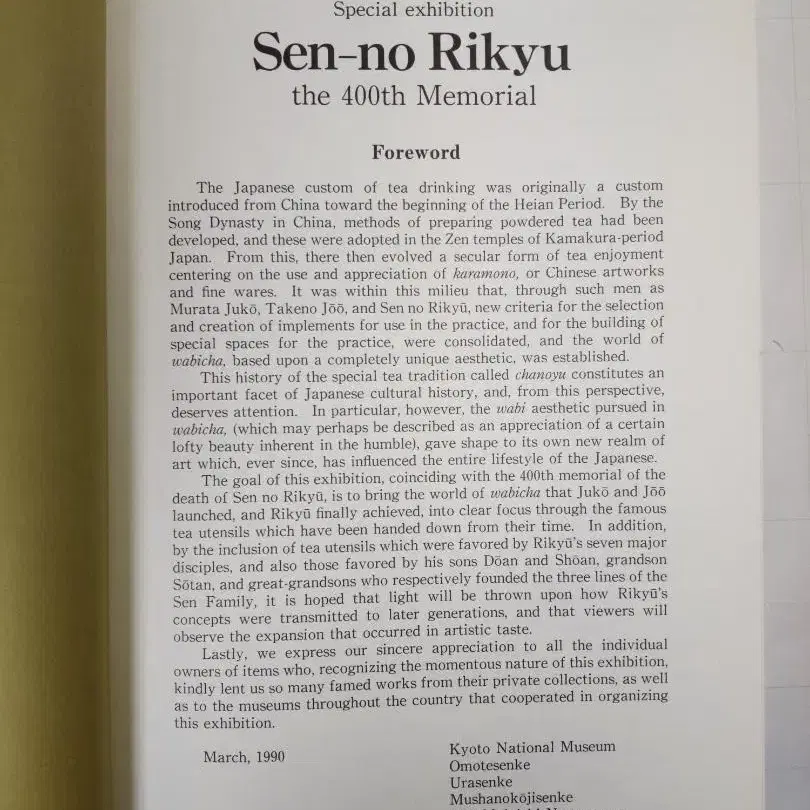 Special exhibition
Sen-no Rikyu
the 400th Memorial
Foreword
The Japanese custom of tea drinking was originally a custom
introduced from China toward the beginning of the Heian Period. By the
Song Dynasty in China, methods of preparing powdered tea had been
developed, and these were adopted in the Zen temples of Kamakura-period
Japan. From this, there then evolved a secular form of tea enjoyment
centering on the use and appreciation of karamono, or Chinese artworks
and fine wares. It was within this milieu that, through such men as
Murata Jukō, Takeno Jōō, and Sen no Rikyū, new criteria for the selection
and creation of implements for use in the practice, and for the building of
special spaces for the practice, were consolidated, and the world of
wabicha, based upon a completely unique aesthetic, was established.
This history of the special tea tradition called chanoyu constitutes an
important facet of Japanese cultural history, and, from this perspective,
deserves attention. In particular, however, the wabi aesthetic pursued in
wabicha, (which may perhaps be described as an appreciation of a certain
lofty beauty inherent in the humble), gave shape to its own new realm of
art which, ever since, has influenced the entire lifestyle of the Japanese.
The goal of this exhibition, coinciding with the 400th memorial of the
death of Sen no Rikyū, is to bring the world of wabicha that Jukō and Jōō
launched, and Rikyū finally achieved, into clear focus through the famous
tea utensils which have been handed down from their time. In addition,
by the inclusion of tea utensils which were favored by Rikyū's seven major
disciples, and also those favored by his sons Dōan and Shōan, grandson
Sōtan, and great-grandsons who respectively founded the three lines of the
Sen Family, it is hoped that light will be thrown upon how Rikyū's
concepts were transmitted to later generations, and that viewers will
observe the expansion that occurred in artistic taste.
Lastly, we express our sincere appreciation to all the individual
owners of items who, recognizing the momentous nature of this exhibition,
kindly lent us so many famed works from their private collections, as well
as to the museums throughout the country that cooperated in organizing
this exhibition.
March, 1990
Kyoto National Museum
Omotesenke
Urasenke
Mushanokōjisenke